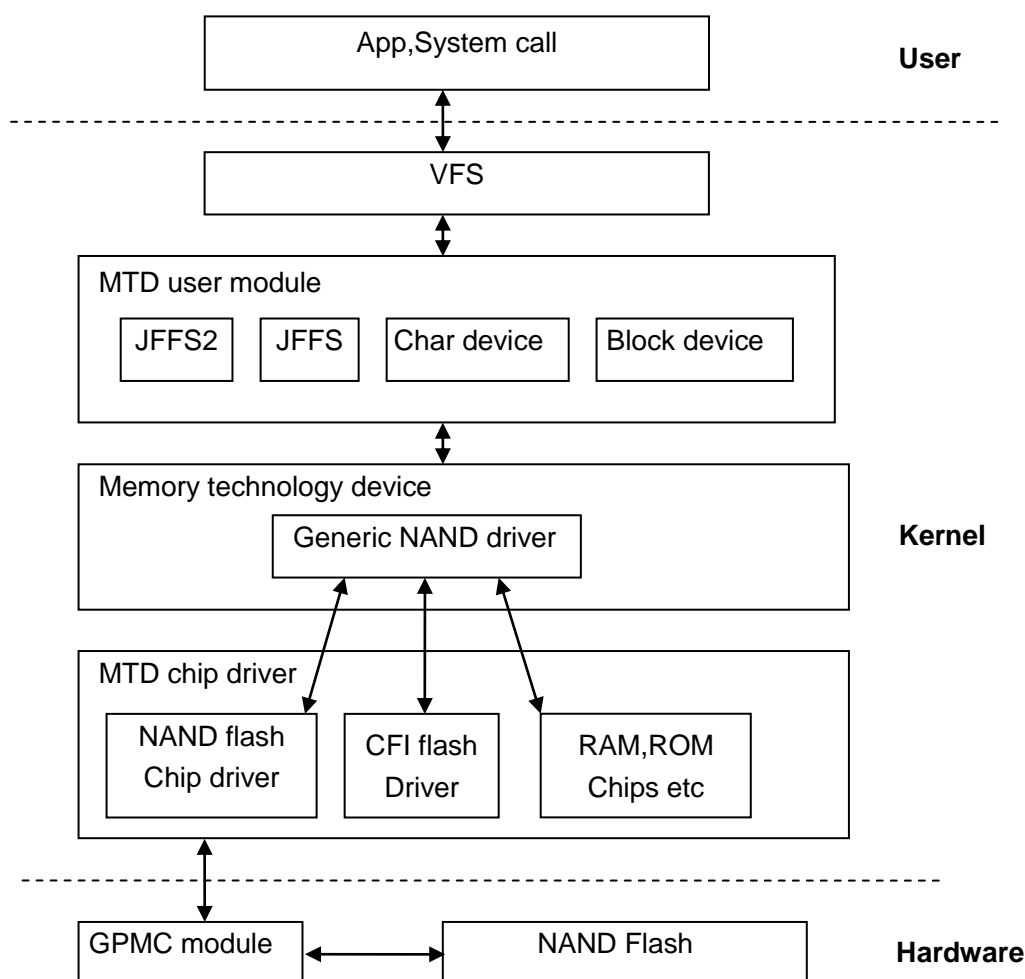 App,System call
User
VFS
MTD user module
JFFS2
JFFS
Char device
Block device
Memory technology device
Generic NAND driver
Kernel
MTD chip driver
NAND flash
Chip driver
CFI flash
Driver
RAM,ROM
Chips etc
GPMC module
NAND Flash
Hardware